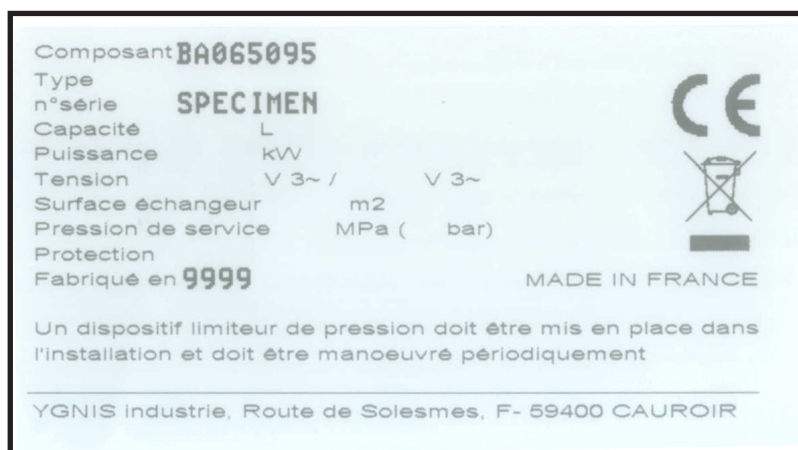 Composant BA065095
Type
n°série SPECIMEN
Capacité L
Puissance kW
Tension V 3~ / V 3~
Surface échangeur m2
Pression de service MPa ( bar)
Protection
Fabriqué en 9999
MADE IN FRANCE
Un dispositif limiteur de pression doit être mis en place dans
l'installation et doit être manoeuvré périodiquement
YGNIS industrie, Route de Solesmes, F- 59400 CAUROIR
CE